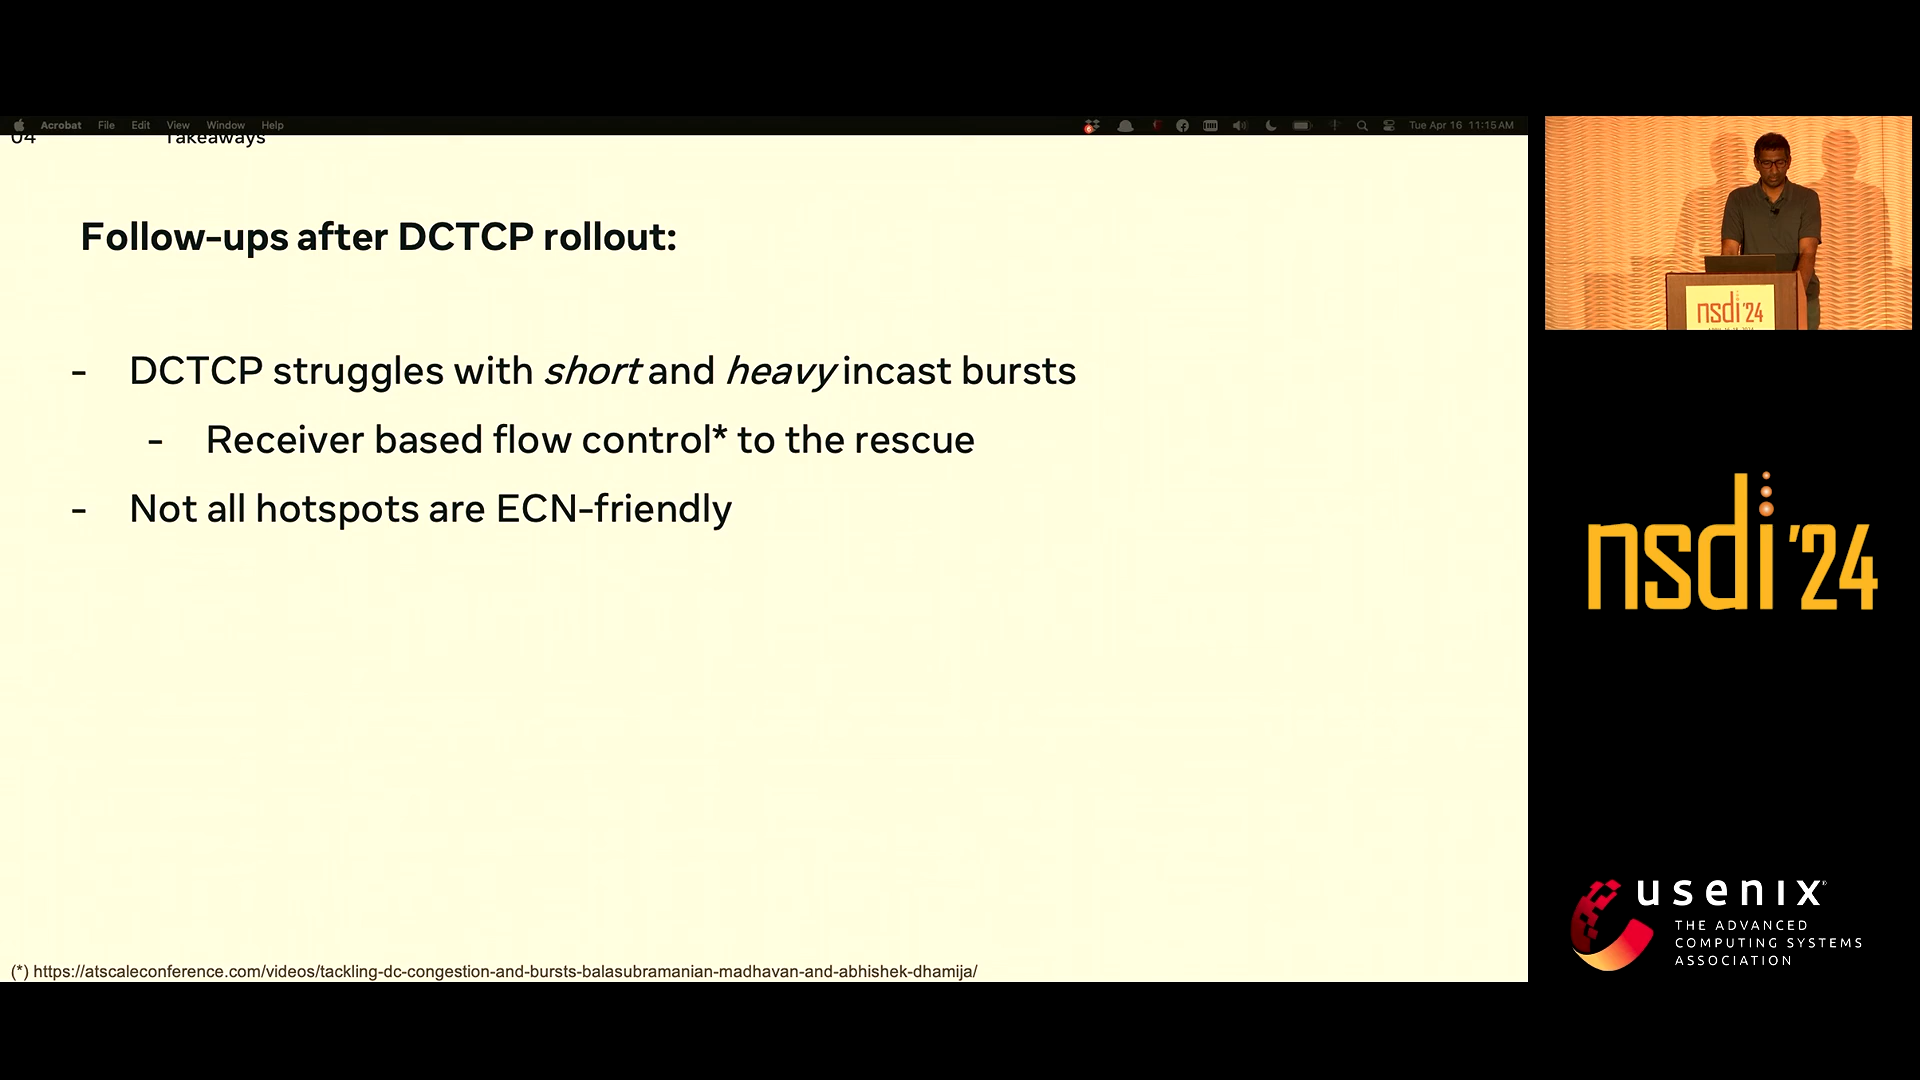 Acrobat File Edit View Window Help
Tue Apr 16 11:15 AM
04 Takeaways
Follow-ups after DCTCP rollout:
- DCTCP struggles with short and heavy incast bursts
- Receiver based flow control* to the rescue
- Not all hotspots are ECN-friendly
(*) https://atscaleconference.com/videos/tackling-dc-congestion-and-bursts-balasubramanian-madhavan-and-abhishek-dhamija/
nsdi '24
nsdi '24
usenix
THE ADVANCED
COMPUTING SYSTEMS
ASSOCIATION